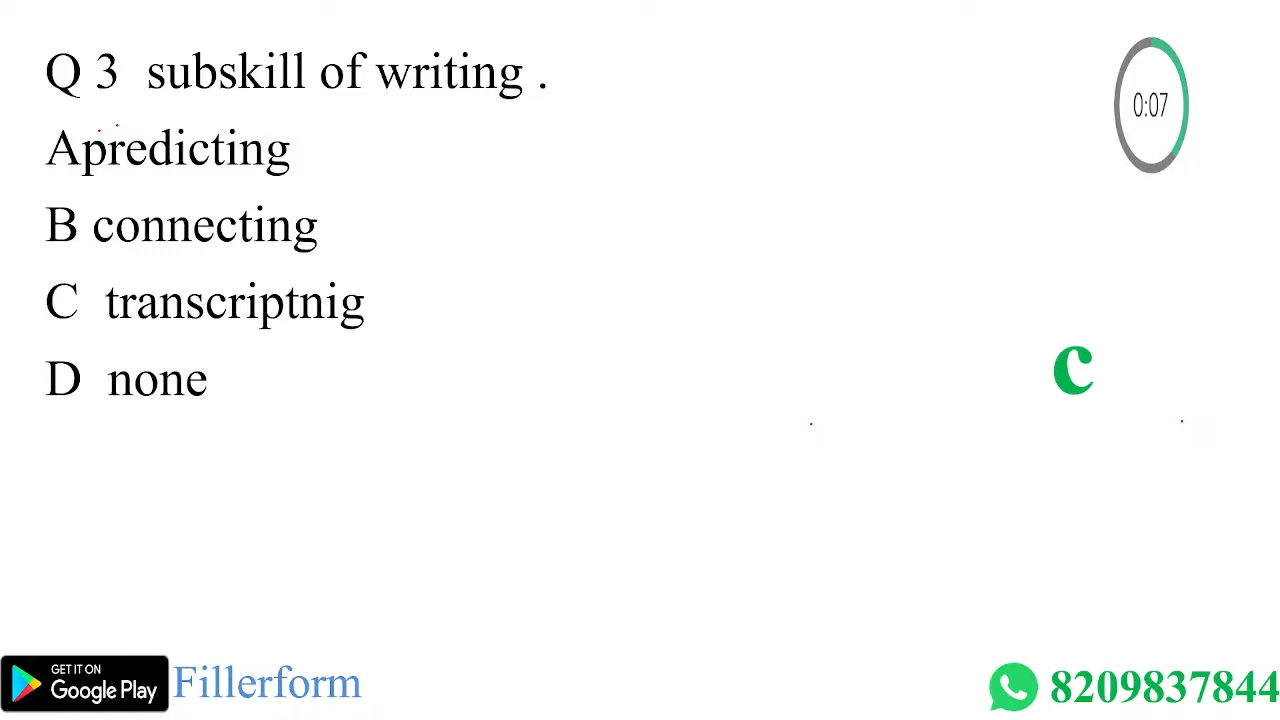 Q 3 subskill of writing .
0:07
Apredicting
B connecting
C transcriptnig
D none
c
GET IT ON
Google Play
Fillerform
8209837844